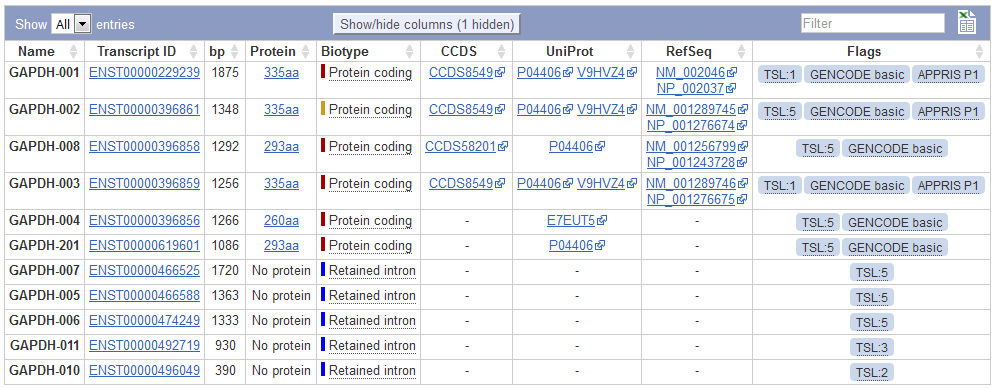 Show All entries Show/hide columns (1 hidden) Filter
Name Transcript ID bp Protein Biotype CCDS UniProt RefSeq Flags
GAPDH-001 ENST00000229239 1875 335aa Protein coding CCDS8549 P04406 V9HVZ4 NM_002046 TSL:1 GENCODE basic APPRIS P1
NP_002037
GAPDH-002 ENST00000396861 1348 335aa Protein coding CCDS8549 P04406 V9HVZ4 NM_001289745 TSL:5 GENCODE basic APPRIS P1
NP_001276674
GAPDH-008 ENST00000396858 1292 293aa Protein coding CCDS58201 P04406 NM_001256799 TSL:5 GENCODE basic
NP_001243728
GAPDH-003 ENST00000396859 1256 335aa Protein coding CCDS8549 P04406 V9HVZ4 NM_001289746 TSL:1 GENCODE basic APPRIS P1
NP_001276675
GAPDH-004 ENST00000396856 1266 260aa Protein coding - E7EUT5 - TSL:5 GENCODE basic
GAPDH-201 ENST00000619601 1086 293aa Protein coding - P04406 - TSL:5 GENCODE basic
GAPDH-007 ENST00000466525 1720 No protein Retained intron - - - TSL:5
GAPDH-005 ENST00000466588 1363 No protein Retained intron - - - TSL:5
GAPDH-006 ENST00000474249 1333 No protein Retained intron - - - TSL:5
GAPDH-011 ENST00000492719 930 No protein Retained intron - - - TSL:3
GAPDH-010 ENST00000496049 390 No protein Retained intron - - - TSL:2